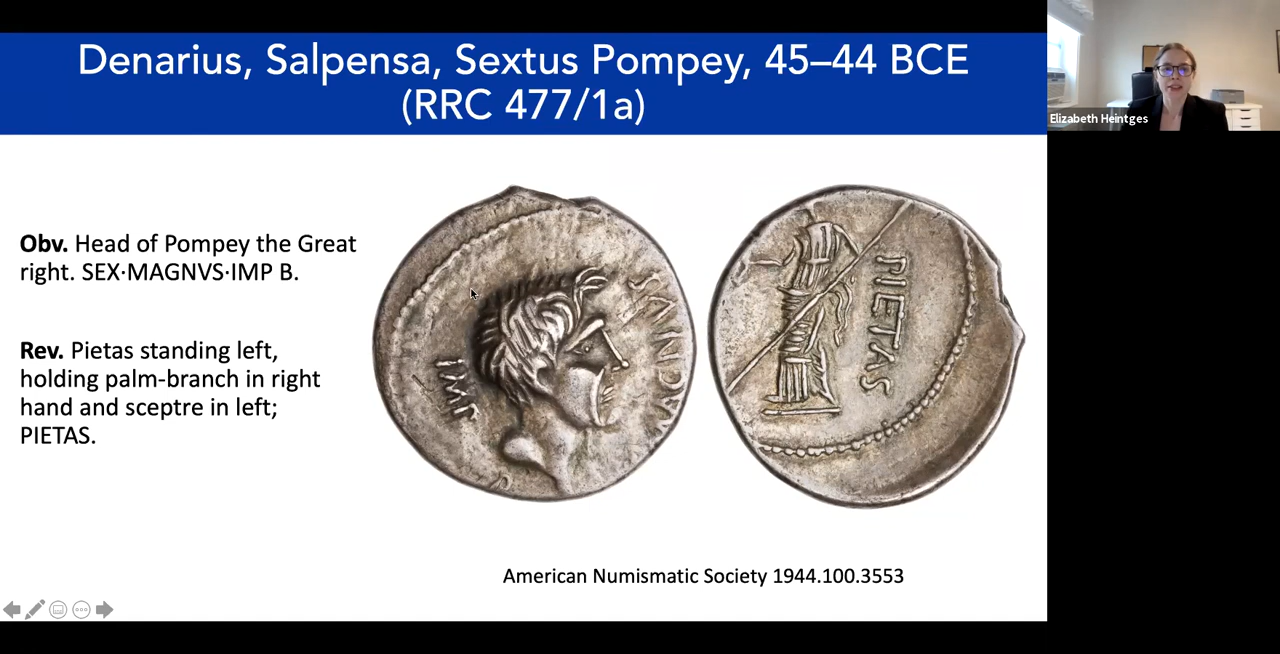 Denarius, Salpensa, Sextus Pompey, 45–44 BCE
(RRC 477/1a)
Elizabeth Heintges
Obv. Head of Pompey the Great
right. SEX·MAGNVS·IMP B.
Rev. Pietas standing left,
holding palm-branch in right
hand and sceptre in left;
PIETAS.
IMP
PIETAS
American Numismatic Society 1944.100.3553